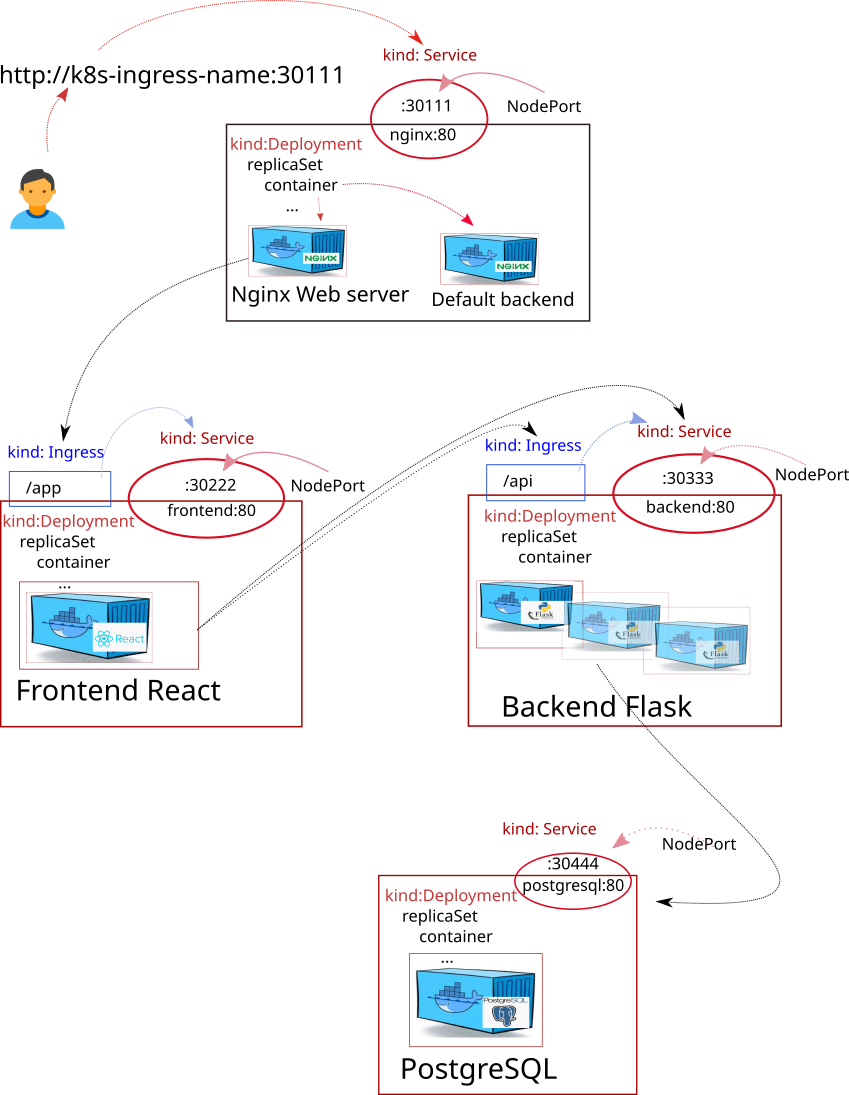 kind: Service
http://k8s-ingress-name:30111
:30111
NodePort
nginx:80
kind:Deployment
replicaSet
container
...
NGINX
NGINX
Nginx Web server
Default backend
kind: Ingress
kind: Service
/app
:30222
NodePort
frontend:80
kind:Deployment
replicaSet
container
...
React
Frontend React
kind: Ingress
kind: Service
/api
:30333
NodePort
backend:80
kind:Deployment
replicaSet
container
Flask
Flask
Flask
Backend Flask
kind: Service
NodePort
:30444
postgresql:80
kind:Deployment
replicaSet
container
...
PostgreSQL
PostgreSQL